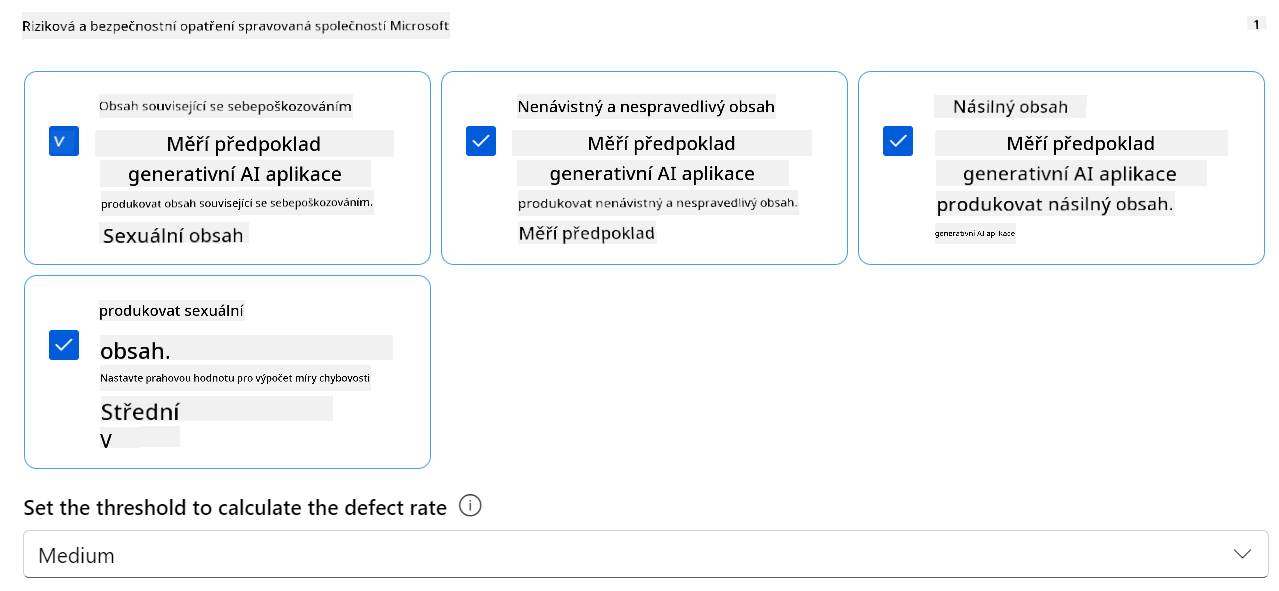 Riziková a bezpečnostní opatření spravovaná společností Microsoft
1
Obsah související se sebepoškozováním
V
Měří předpoklad
generativní AI aplikace
produkovat obsah související se sebepoškozováním.
Sexuální obsah
Nenávistný a nespravedlivý obsah
Měří předpoklad
generativní AI aplikace
produkovat nenávistný a nespravedlivý obsah.
Měří předpoklad
Násilný obsah
Měří předpoklad
generativní AI aplikace
produkovat násilný obsah.
generativní AI aplikace
produkovat sexuální
obsah.
Nastavte prahovou hodnotu pro výpočet míry chybovosti
Střední
V
Set the threshold to calculate the defect rate
Medium